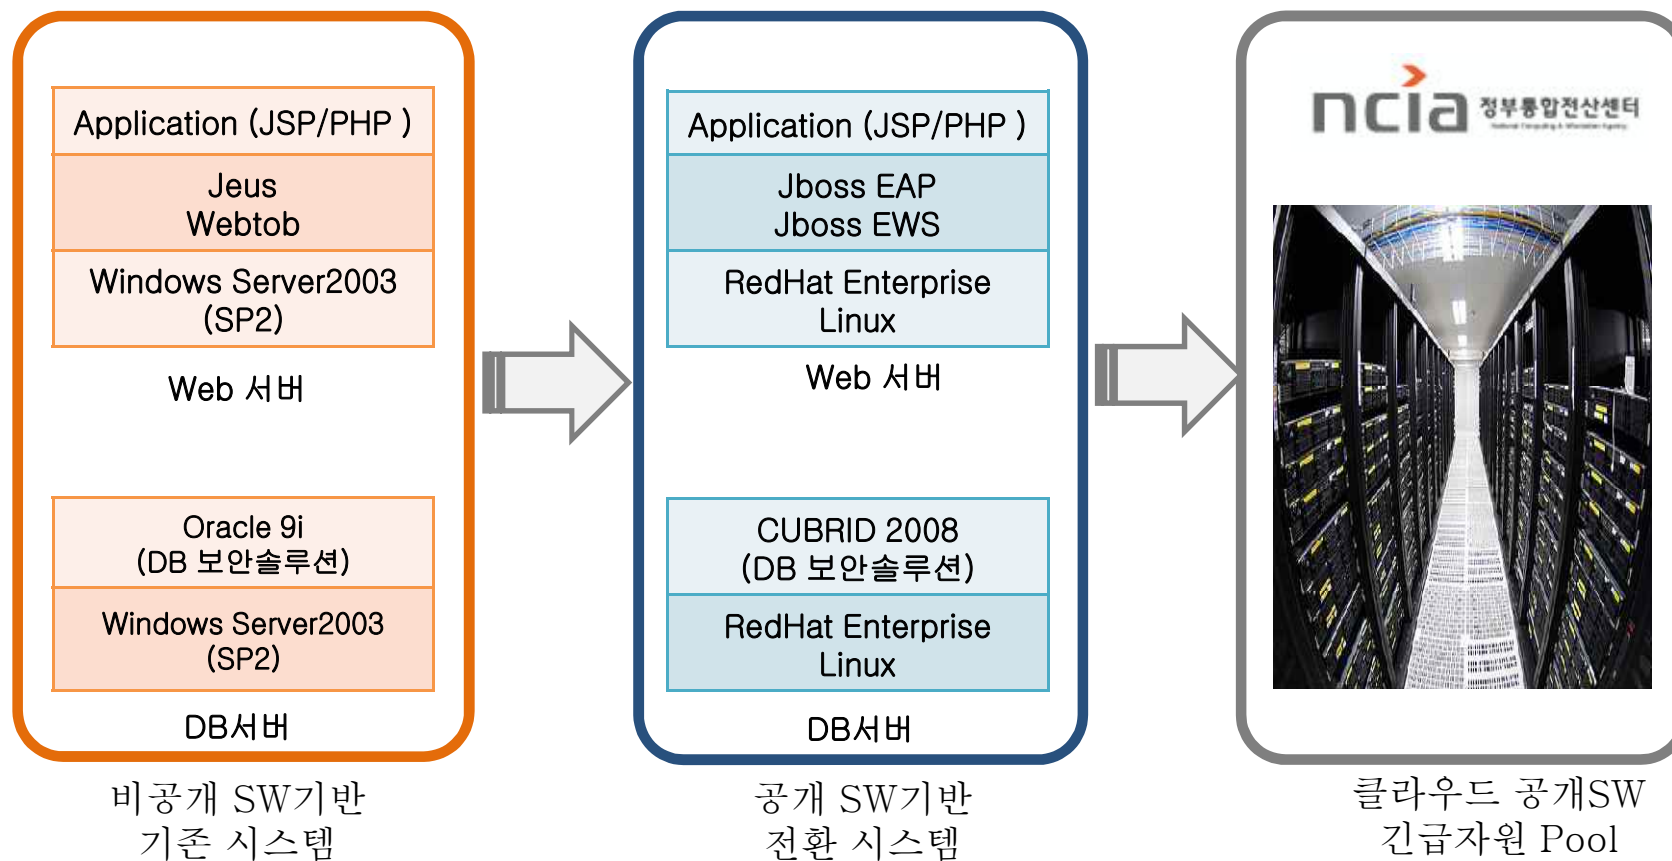 Application (JSP/PHP )
Jeus
Webtob
Windows Server2003
(SP2)
Web 서버
Oracle 9i
(DB 보안솔루션)
Windows Server2003
(SP2)
DB서버
비공개 SW기반
기존 시스템
Application (JSP/PHP )
Jboss EAP
Jboss EWS
RedHat Enterprise
Linux
Web 서버
CUBRID 2008
(DB 보안솔루션)
RedHat Enterprise
Linux
DB서버
공개 SW기반
전환 시스템
ncia 정부통합전산센터
National Computing & Information Agency
클라우드 공개SW
긴급자원 Pool